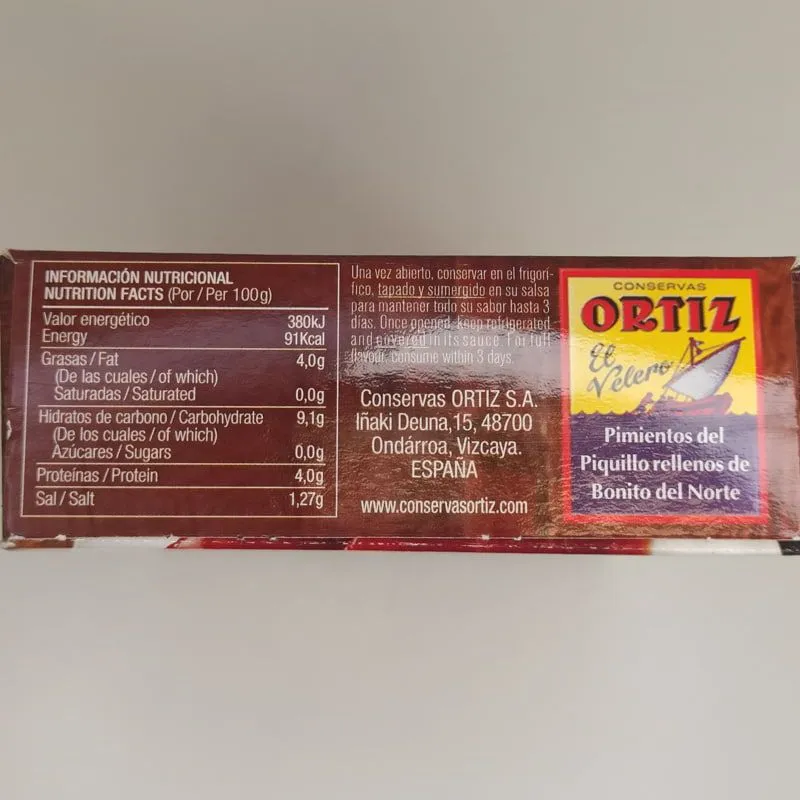 INFORMACIÓN NUTRICIONAL
NUTRITION FACTS (Por / Per 100g)
Valor energético 380kJ
Energy 91Kcal
Grasas / Fat 4,0g
(De las cuales / of which)
Saturadas / Saturated 0,0g
Hidratos de carbono / Carbohydrate 9,1g
(De los cuales / of which)
Azúcares / Sugars 0,0g
Proteínas / Protein 4,0g
Sal / Salt 1,27g
Una vez abierto, conservar en el frigorí-
fico, tapado y sumergido en su salsa
para mantener todo su sabor hasta 3
días. Once opened, keep refrigerated
and covered in its sauce. For full
flavour, consume within 3 days.
Conservas ORTIZ S.A.
Iñaki Deuna,15, 48700
Ondárroa, Vizcaya.
ESPAÑA
www.conservasortiz.com
CONSERVAS
ORTIZ
El
Velero
Pimientos del
Piquillo rellenos de
Bonito del Norte